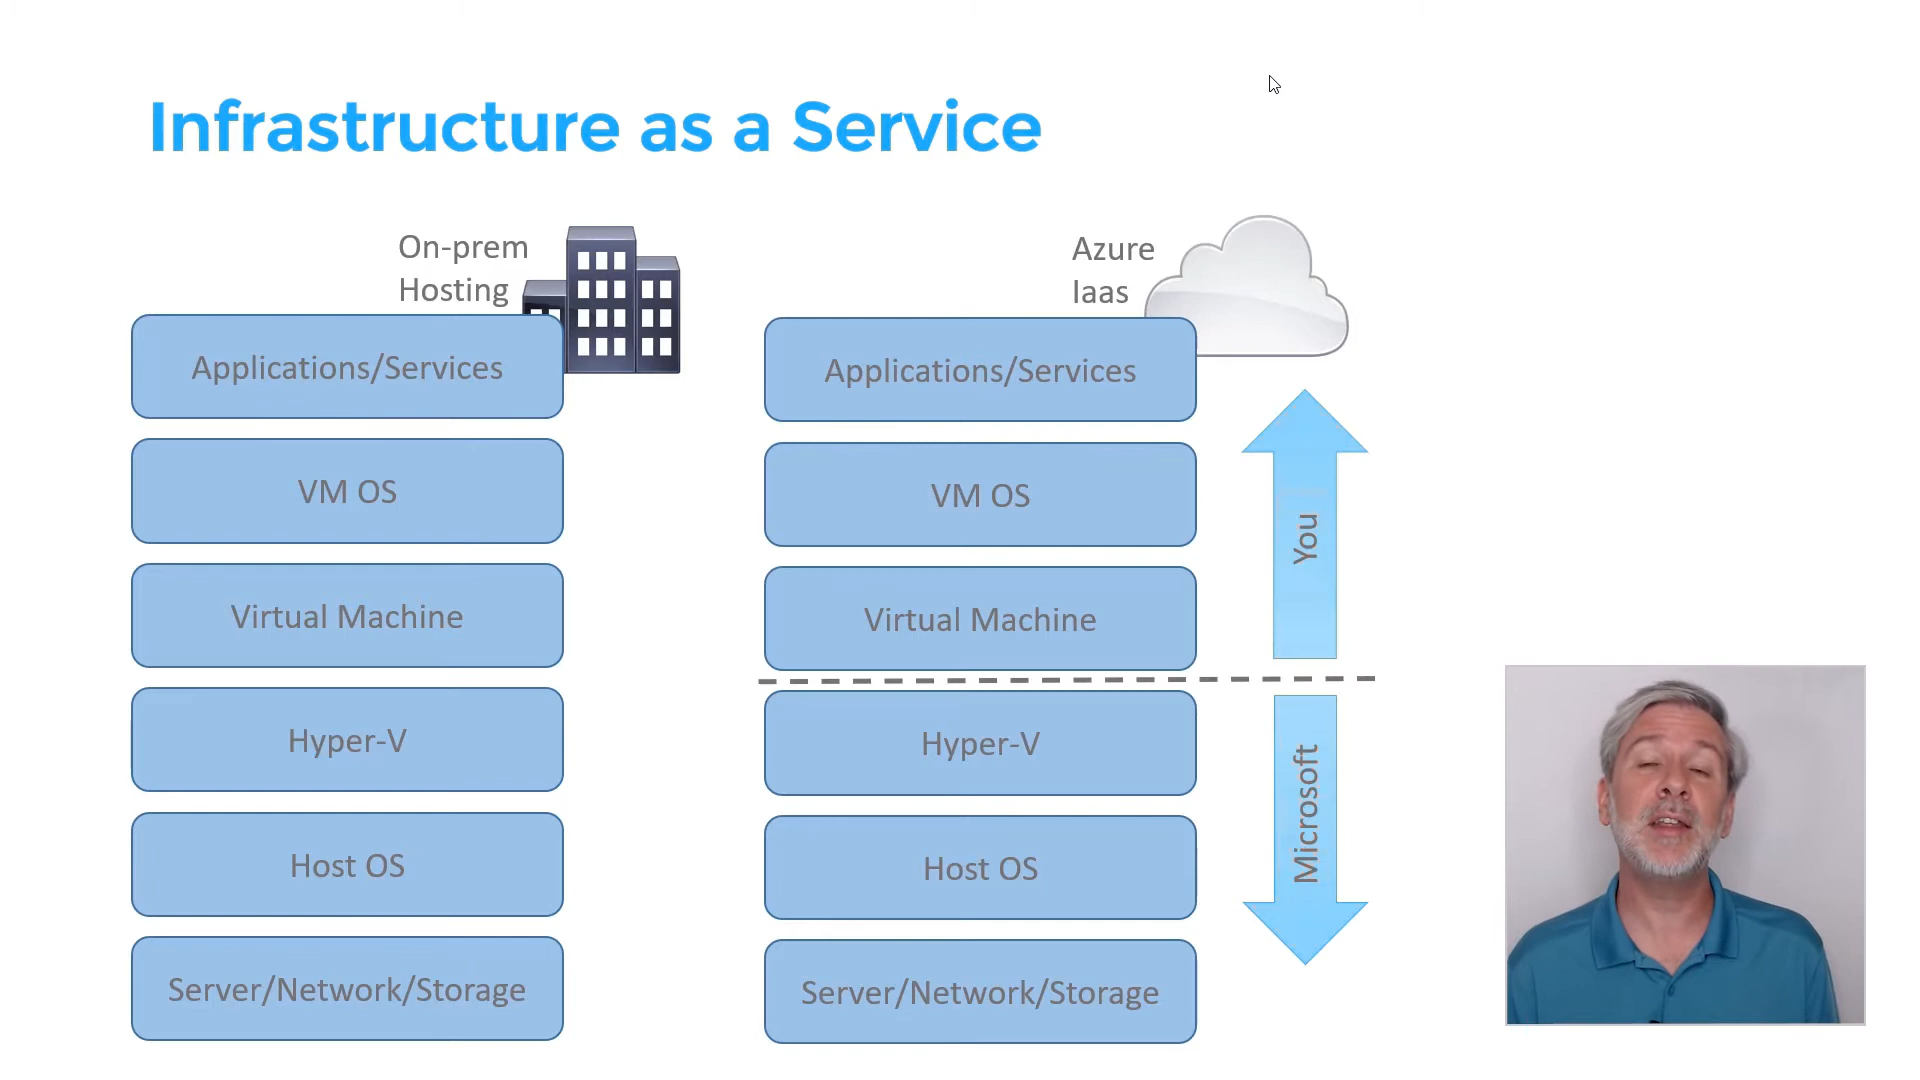 Infrastructure as a Service
On-prem
Hosting
Applications/Services
VM OS
Virtual Machine
Hyper-V
Host OS
Server/Network/Storage
Azure
Iaas
Applications/Services
VM OS
Virtual Machine
Hyper-V
Host OS
Server/Network/Storage
You
Microsoft